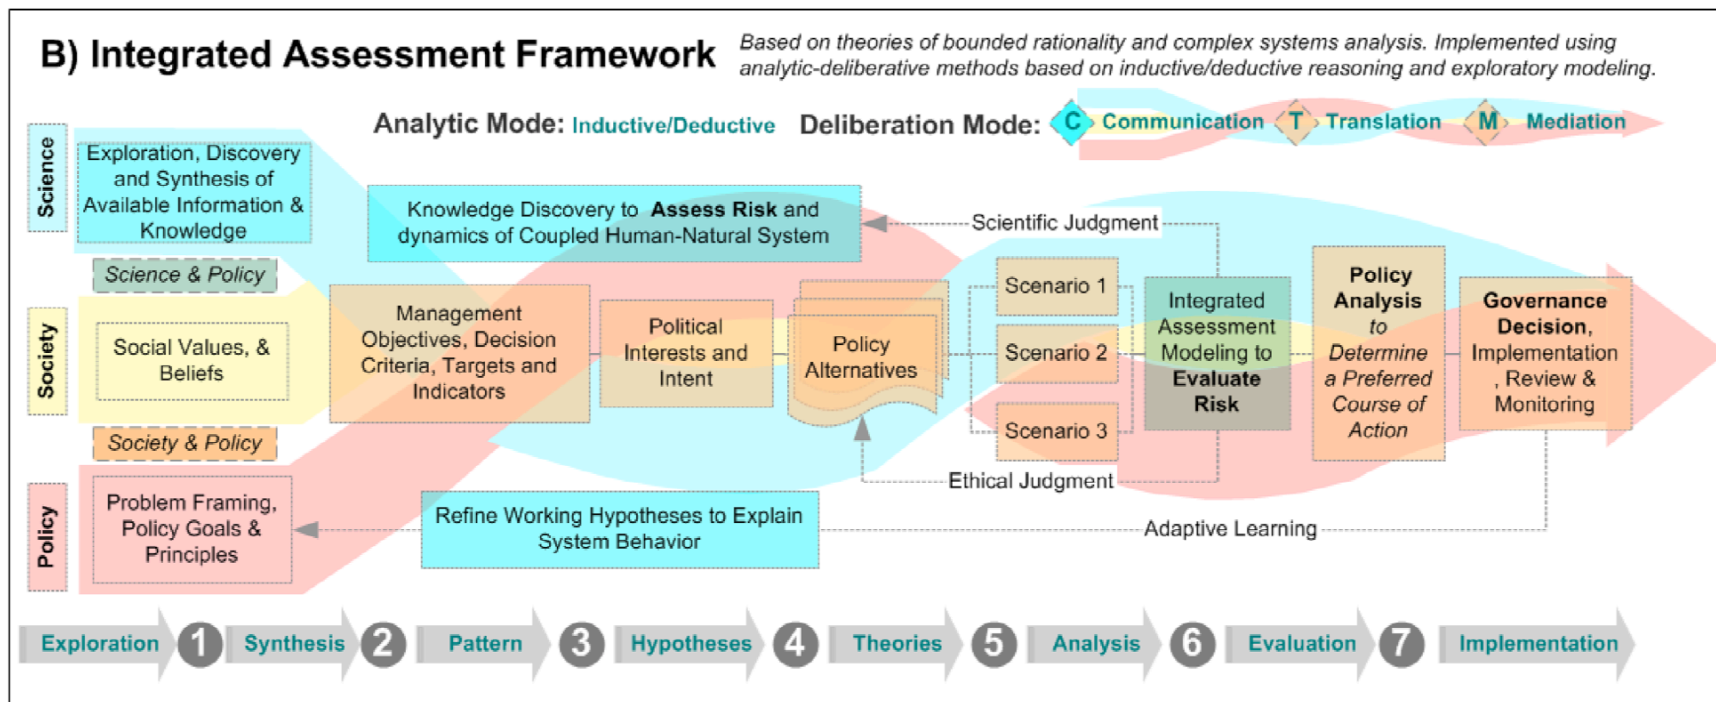 B) Integrated Assessment Framework
Based on theories of bounded rationality and complex systems analysis. Implemented using
analytic-deliberative methods based on inductive/deductive reasoning and exploratory modeling.
Analytic Mode: Inductive/Deductive
Deliberation Mode:
C Communication
T Translation
M Mediation
Science
Exploration, Discovery
and Synthesis of
Available Information &
Knowledge
Science & Policy
Society
Social Values, &
Beliefs
Society & Policy
Policy
Problem Framing,
Policy Goals &
Principles
Knowledge Discovery to Assess Risk and
dynamics of Coupled Human-Natural System
Management
Objectives, Decision
Criteria, Targets and
Indicators
Political
Interests and
Intent
Policy
Alternatives
Scientific Judgment
Scenario 1
Scenario 2
Scenario 3
Ethical Judgment
Integrated
Assessment
Modeling to
Evaluate
Risk
Policy
Analysis
to
Determine
a Preferred
Course of
Action
Governance
Decision,
Implementation
, Review &
Monitoring
Refine Working Hypotheses to Explain
System Behavior
Adaptive Learning
Exploration
1
Synthesis
2
Pattern
3
Hypotheses
4
Theories
5
Analysis
6
Evaluation
7
Implementation